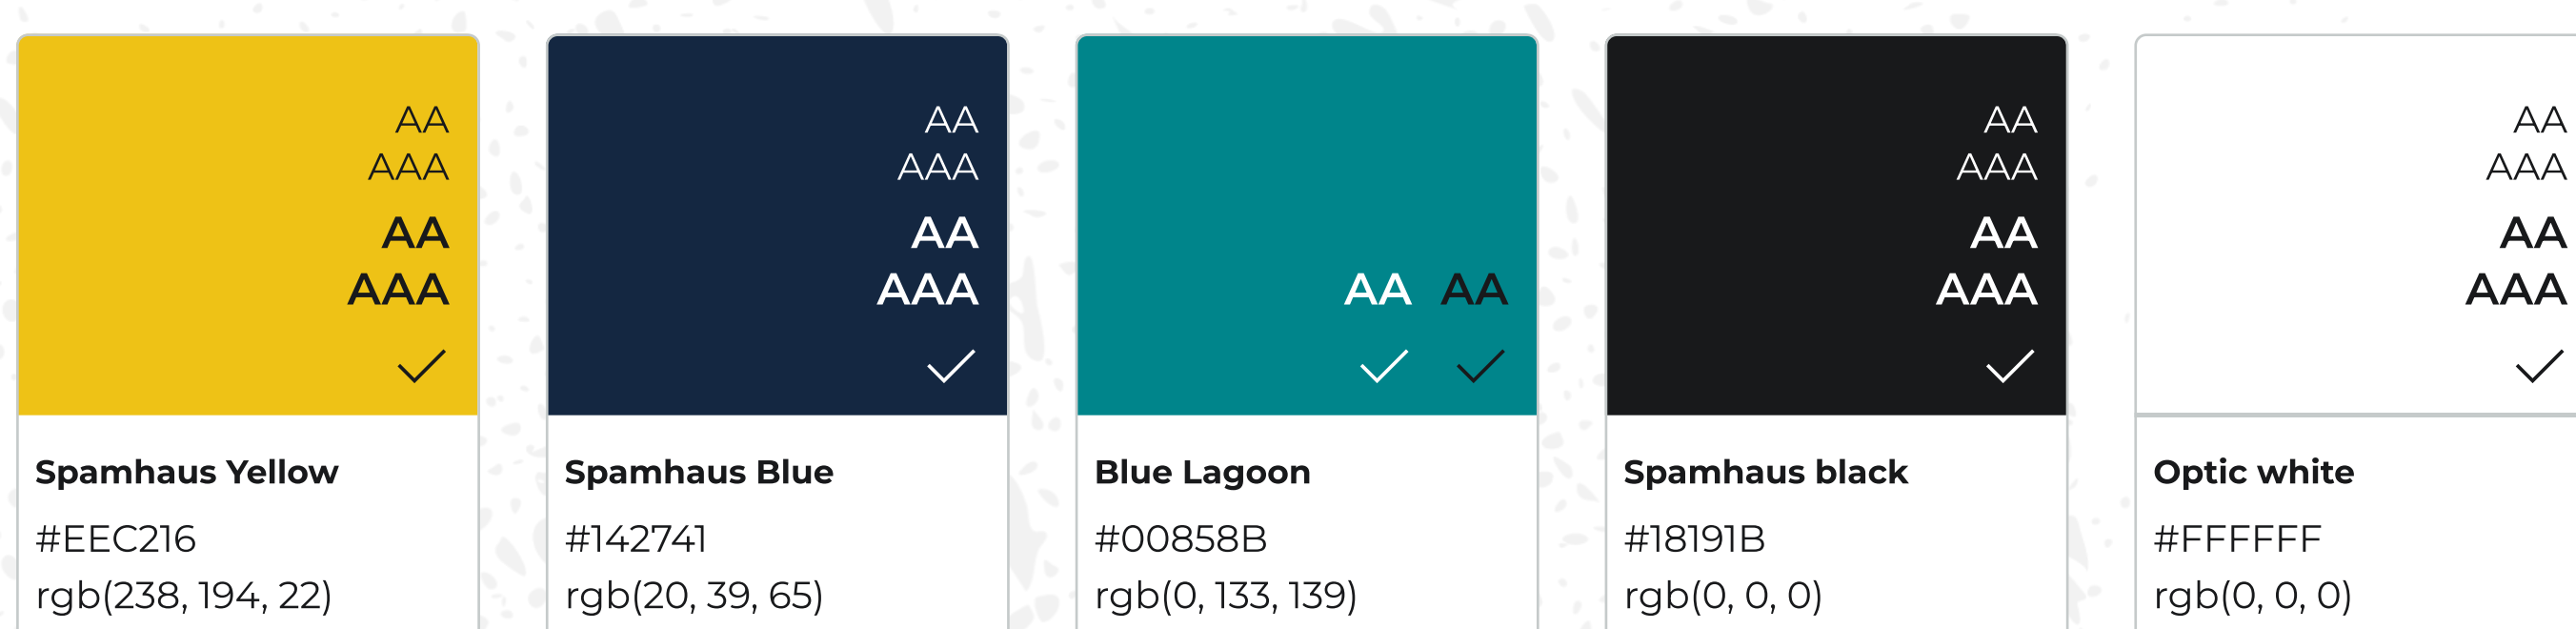 AA
AAA
AA
AAA
Spamhaus Yellow
#EEC216
rgb(238, 194, 22)
AA
AAA
AA
AAA
Spamhaus Blue
#142741
rgb(20, 39, 65)
AA AA
Blue Lagoon
#00858B
rgb(0, 133, 139)
AA
AAA
AA
AAA
Spamhaus black
#18191B
rgb(0, 0, 0)
AA
AAA
AA
AAA
Optic white
#FFFFFF
rgb(0, 0, 0)